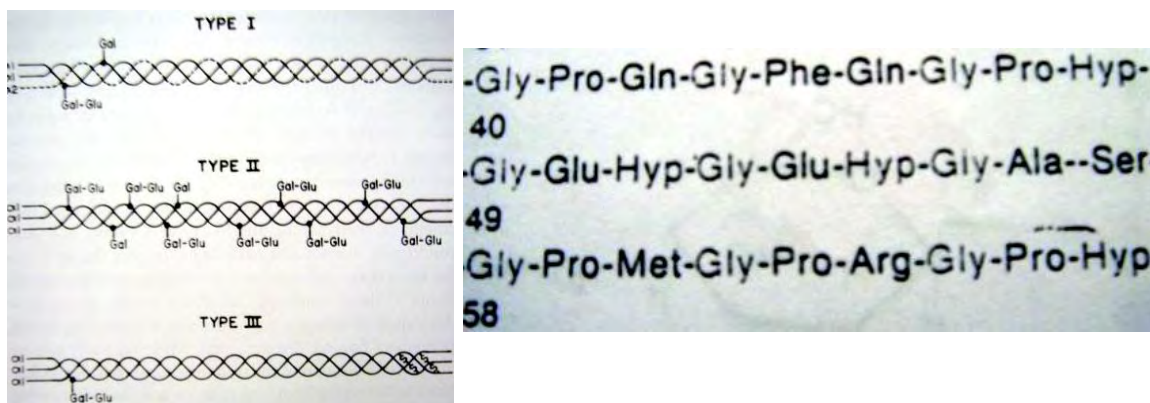 TYPE I
Gal
Gal-Glu
TYPE II
Gal-Glu Gal-Glu Gal Gal-Glu Gal-Glu
Gal Gal-Glu Gal-Glu Gal-Glu Gal-Glu
TYPE III
Gal-Glu
-Gly-Pro-Gln-Gly-Phe-Gln-Gly-Pro-Hyp-
40
-Gly-Glu-Hyp-Gly-Glu-Hyp-Gly-Ala--Ser
49
Gly-Pro-Met-Gly-Pro-Arg-Gly-Pro-Hyp
58